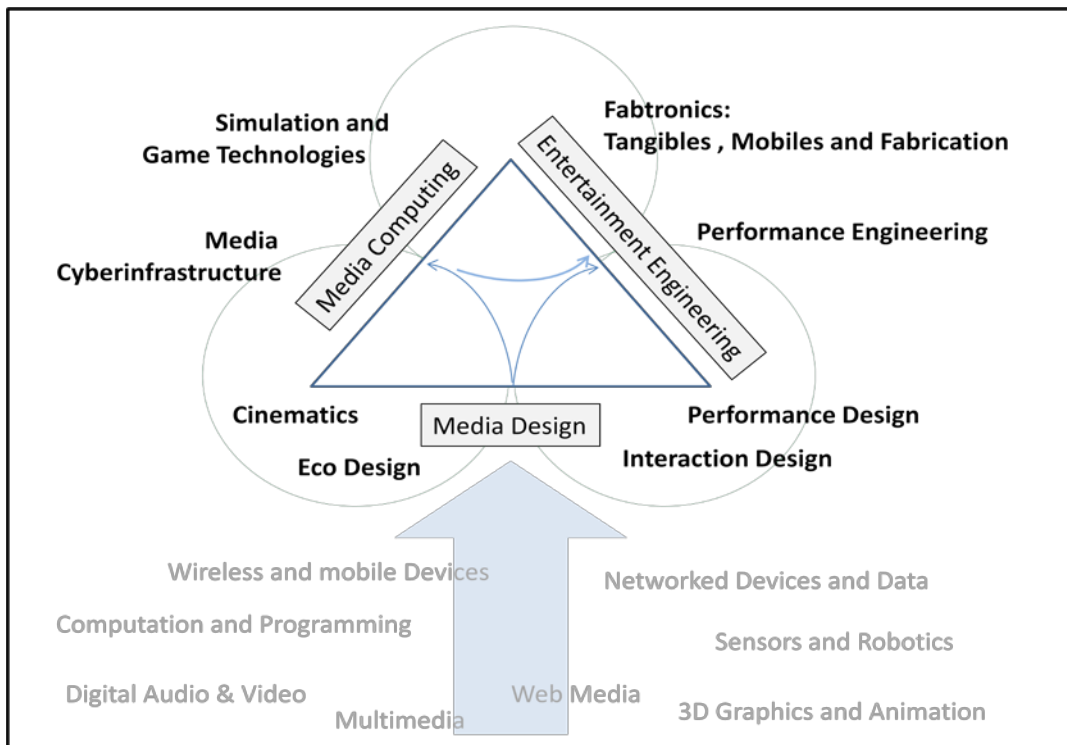 Simulation and
Game Technologies
Fabtronics:
Tangibles , Mobiles and Fabrication
Media Computing
Entertainment Engineering
Media
Cyberinfrastructure
Performance Engineering
Cinematics
Media Design
Performance Design
Eco Design
Interaction Design
Wireless and mobile Devices
Networked Devices and Data
Computation and Programming
Sensors and Robotics
Digital Audio & Video
Multimedia
Web Media
3D Graphics and Animation